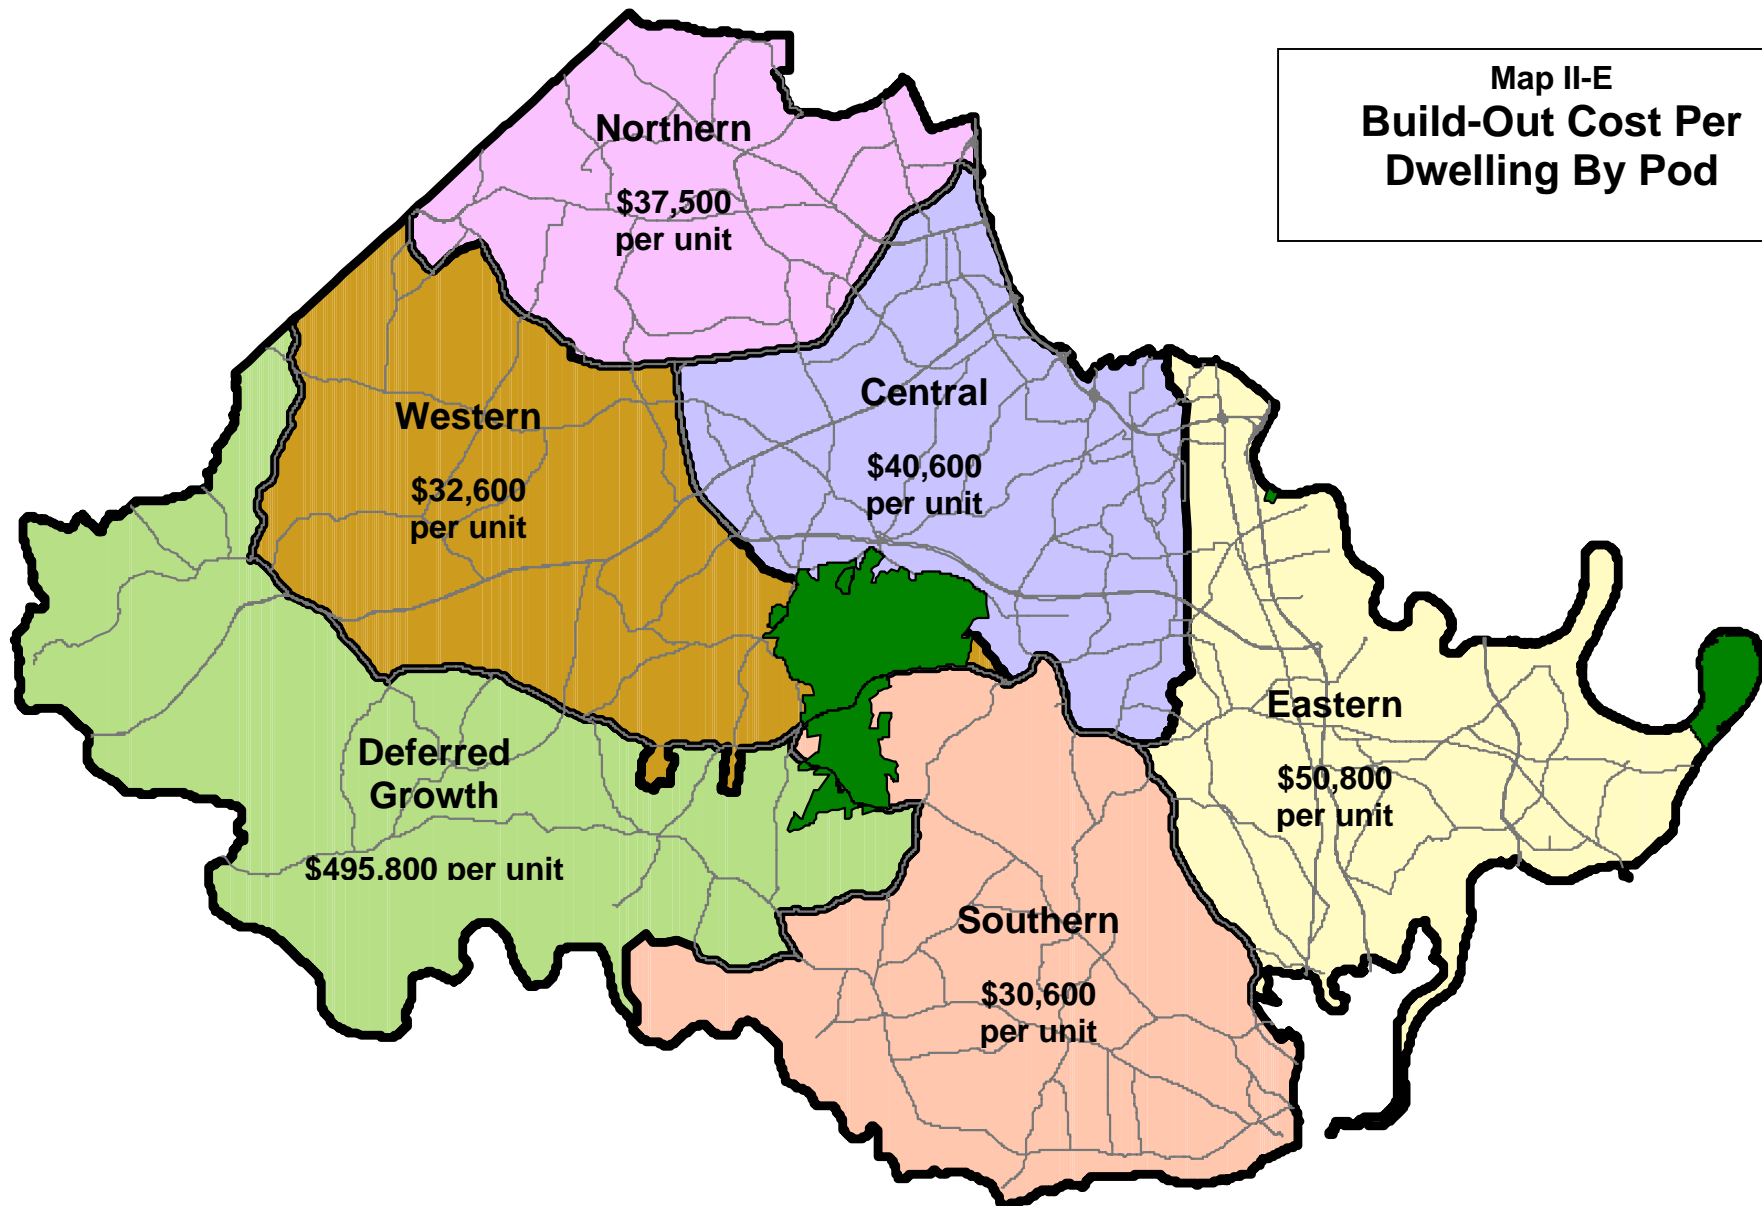 Map II-E
Build-Out Cost Per
Dwelling By Pod
Northern
$37,500
per unit
Western
$32,600
per unit
Central
$40,600
per unit
Eastern
$50,800
per unit
Deferred
Growth
$495.800 per unit
Southern
$30,600
per unit